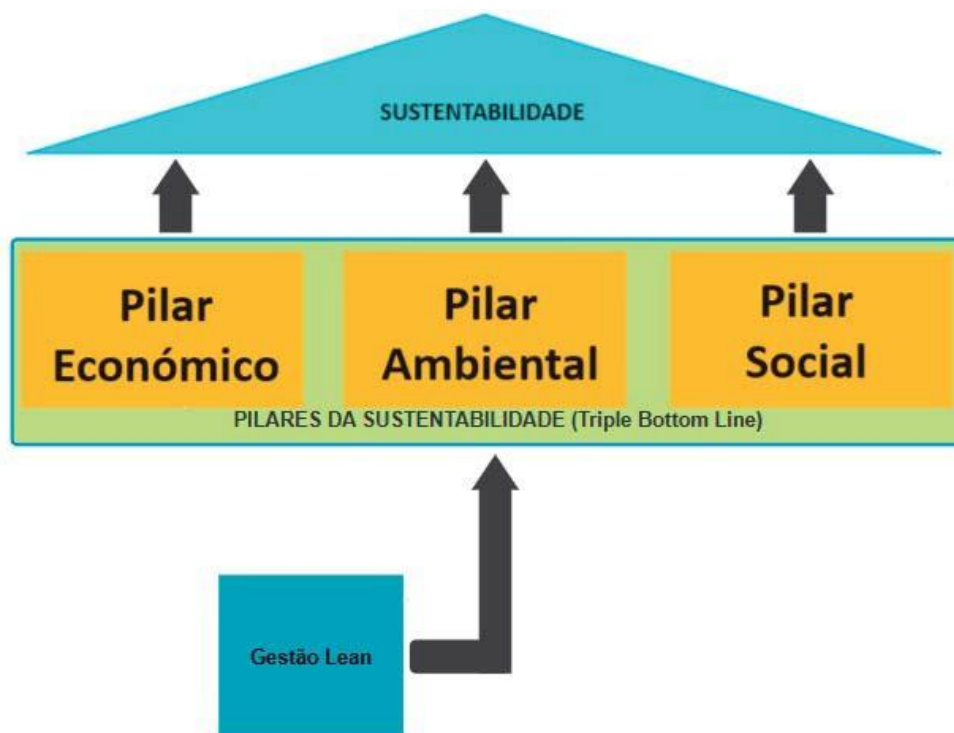 SUSTENTABILIDADE
Pilar
Económico
Pilar
Ambiental
Pilar
Social
PILARES DA SUSTENTABILIDADE (Triple Bottom Line)
Gestão Lean